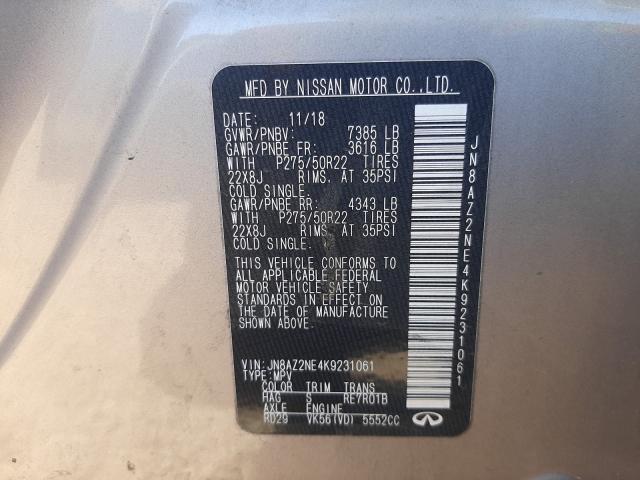 MFD BY NISSAN MOTOR CO.,LTD.
DATE: 11/18
GVWR/PNBV: 7385 LB
GAWR/PNBE FR: 3616 LB
WITH P275/50R22 TIRES
22X8J RIMS. AT 35PSI
COLD SINGLE.
GAWR/PNBE RR: 4343 LB
WITH P275/50R22 TIRES
22X8J RIMS. AT 35PSI
COLD SINGLE.
THIS VEHICLE CONFORMS TO
ALL APPLICABLE FEDERAL
MOTOR VEHICLE SAFETY
STANDARDS IN EFFECT ON
THE DATE OF MANUFACTURE
SHOWN ABOVE.
VIN:JN8AZ2NE4K9231061
TYPE:MPV
COLOR TRIM TRANS
HAG S RE7R01B
AXLE ENGINE
RD29 VK56(VD) 5552CC
JN8AZ2NE4K9231061